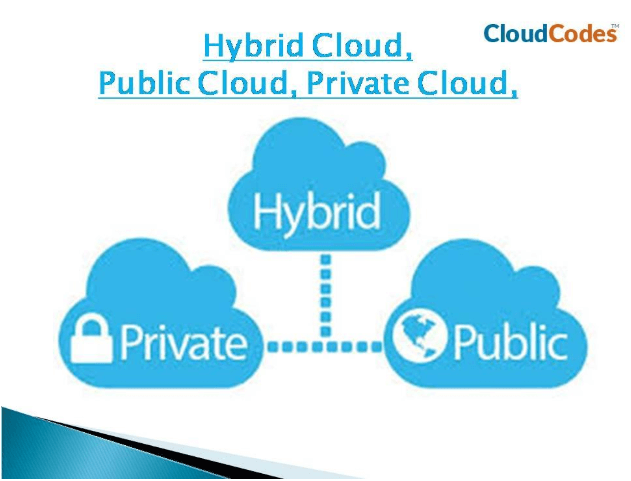 CloudCodes™
Hybrid Cloud,
Public Cloud, Private Cloud,
Hybrid
Private
Public